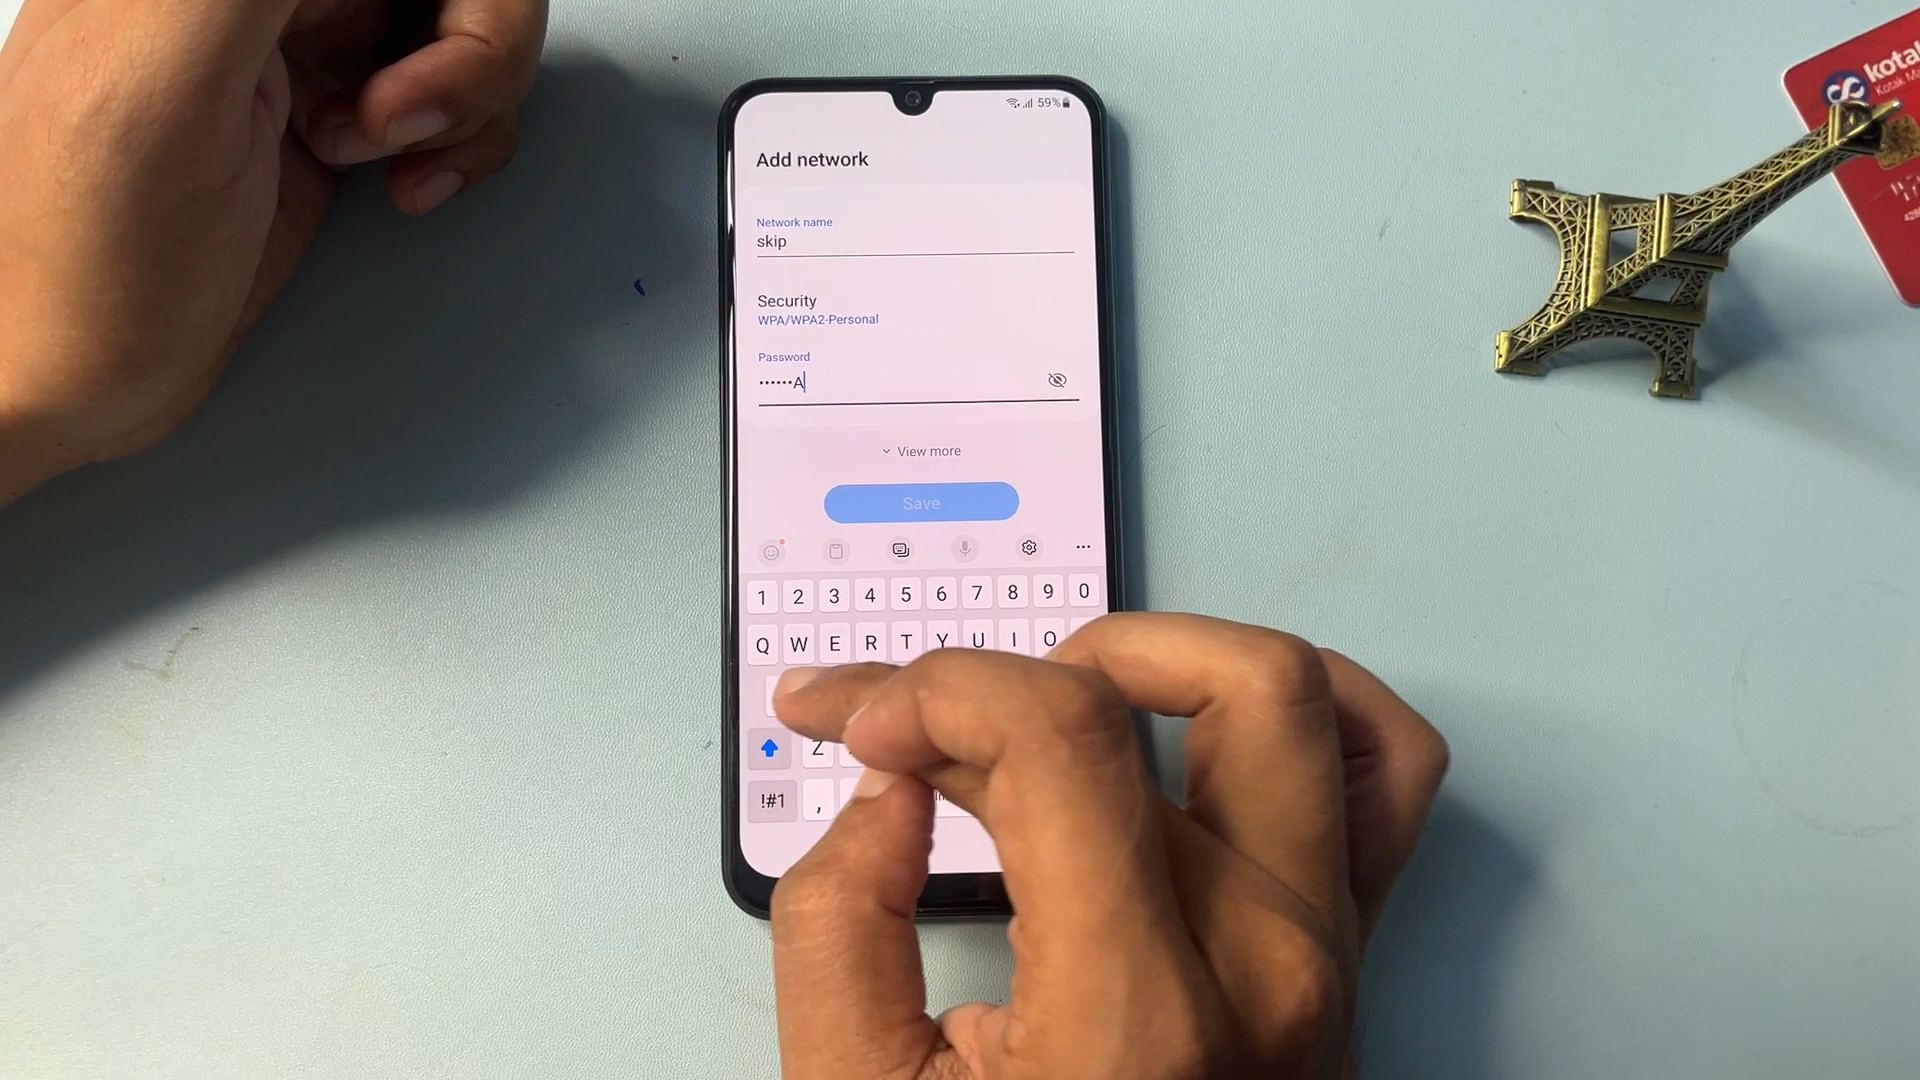 59%
Add network
Network name
skip
Security
WPA/WPA2-Personal
Password
••••••A
View more
Save
1 2 3 4 5 6 7 8 9 0
Q W E R T Y U I O
Z
!#1 ,
kotak
Kotak